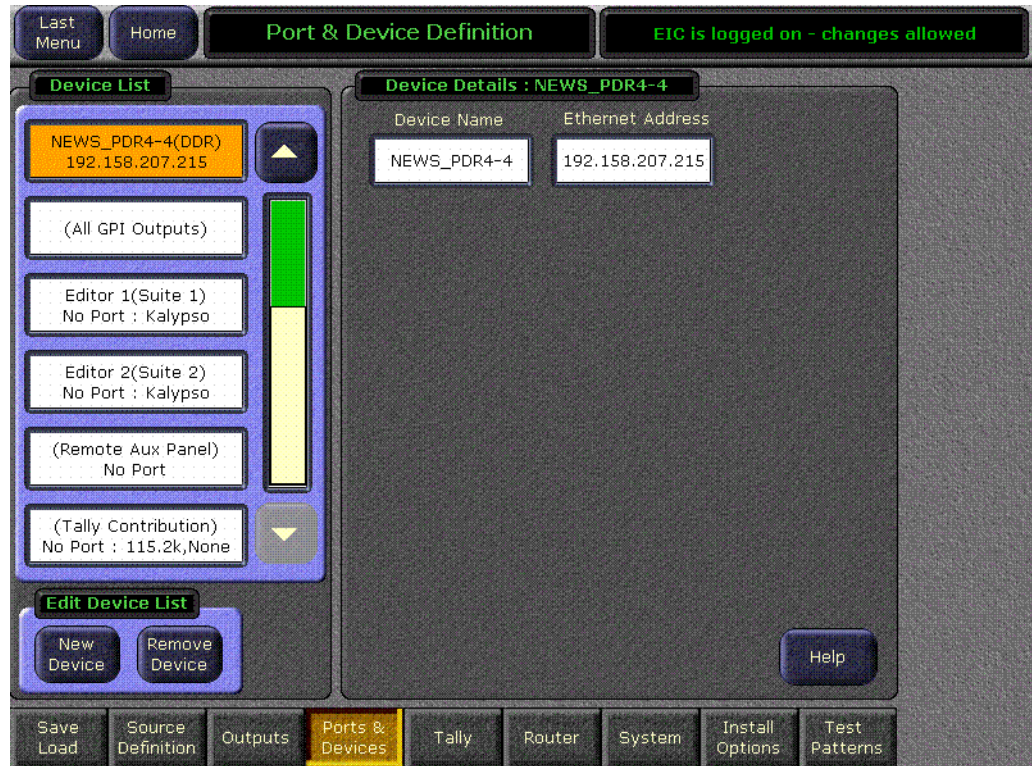 Last
Menu
Home
Port & Device Definition
EIC is logged on - changes allowed
Device List
NEWS_PDR4-4(DDR)
192.158.207.215
(All GPI Outputs)
Editor 1(Suite 1)
No Port : Kalypso
Editor 2(Suite 2)
No Port : Kalypso
(Remote Aux Panel)
No Port
(Tally Contribution)
No Port : 115.2k,None
Edit Device List
New
Device
Remove
Device
Device Details : NEWS_PDR4-4
Device Name
Ethernet Address
NEWS_PDR4-4
192.158.207.215
Help
Save
Load
Source
Definition
Outputs
Ports &
Devices
Tally
Router
System
Install
Options
Test
Patterns